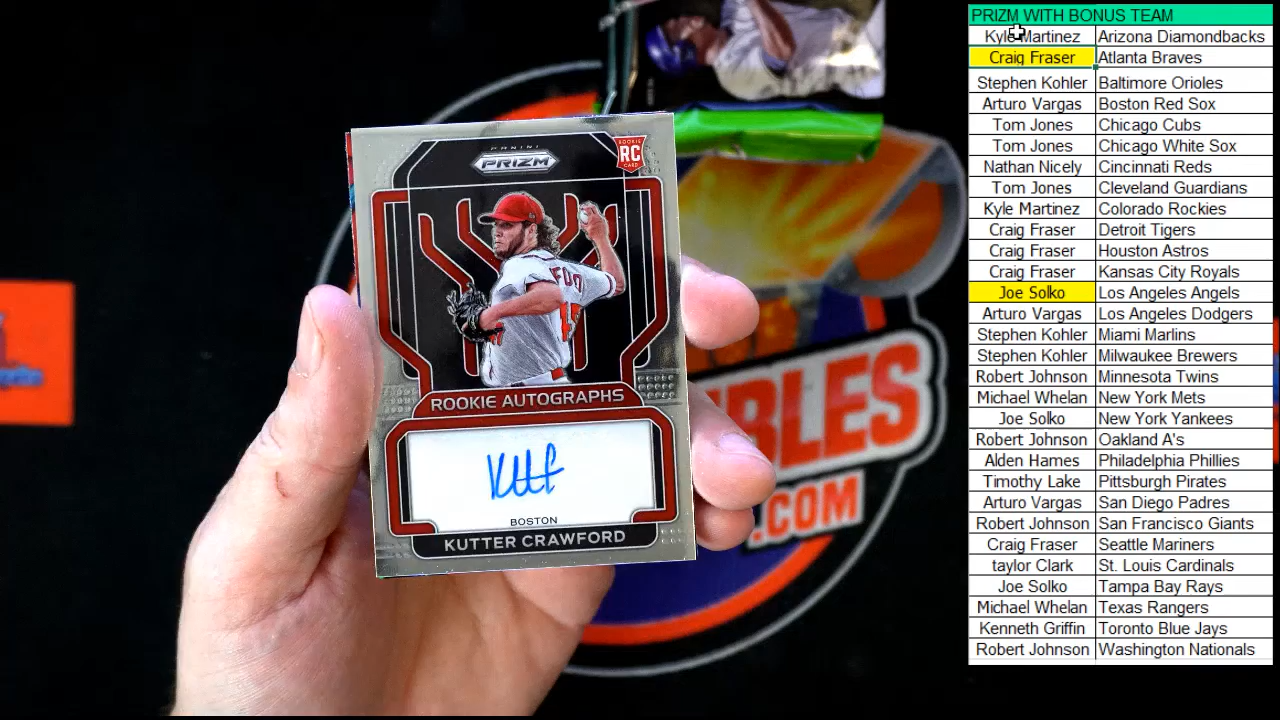 PANINI
PRIZM
ROOKIE
RC
CARD
ROOKIE AUTOGRAPHS
BOSTON
KUTTER CRAWFORD
IBLES
.COM
PRIZM WITH BONUS TEAM
Kyle Martinez Arizona Diamondbacks
Craig Fraser Atlanta Braves
Stephen Kohler Baltimore Orioles
Arturo Vargas Boston Red Sox
Tom Jones Chicago Cubs
Tom Jones Chicago White Sox
Nathan Nicely Cincinnati Reds
Tom Jones Cleveland Guardians
Kyle Martinez Colorado Rockies
Craig Fraser Detroit Tigers
Craig Fraser Houston Astros
Craig Fraser Kansas City Royals
Joe Solko Los Angeles Angels
Arturo Vargas Los Angeles Dodgers
Stephen Kohler Miami Marlins
Stephen Kohler Milwaukee Brewers
Robert Johnson Minnesota Twins
Michael Whelan New York Mets
Joe Solko New York Yankees
Robert Johnson Oakland A's
Alden Hames Philadelphia Phillies
Timothy Lake Pittsburgh Pirates
Arturo Vargas San Diego Padres
Robert Johnson San Francisco Giants
Craig Fraser Seattle Mariners
taylor Clark St. Louis Cardinals
Joe Solko Tampa Bay Rays
Michael Whelan Texas Rangers
Kenneth Griffin Toronto Blue Jays
Robert Johnson Washington Nationals